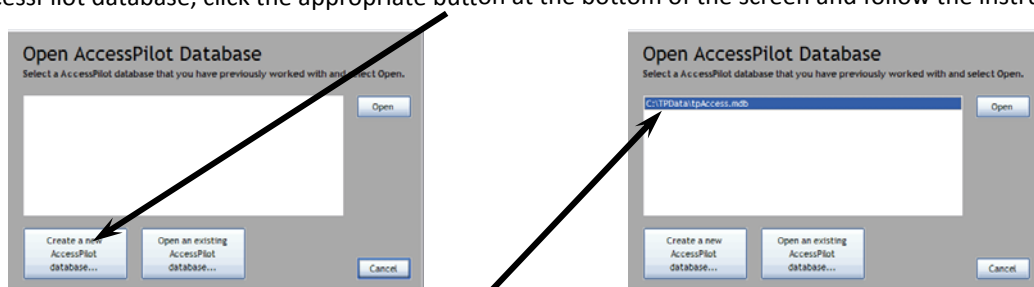 cessPilot database, click the appropriate button at the bottom of the screen and follow the instru
Open AccessPilot Database
Select a AccessPilot database that you have previously worked with and select Open.
Open
Create a new
AccessPilot
database...
Open an existing
AccessPilot
database...
Cancel
Open AccessPilot Database
Select a AccessPilot database that you have previously worked with and select Open.
C:\TPData\tpAccess.mdb
Open
Create a new
AccessPilot
database...
Open an existing
AccessPilot
database...
Cancel